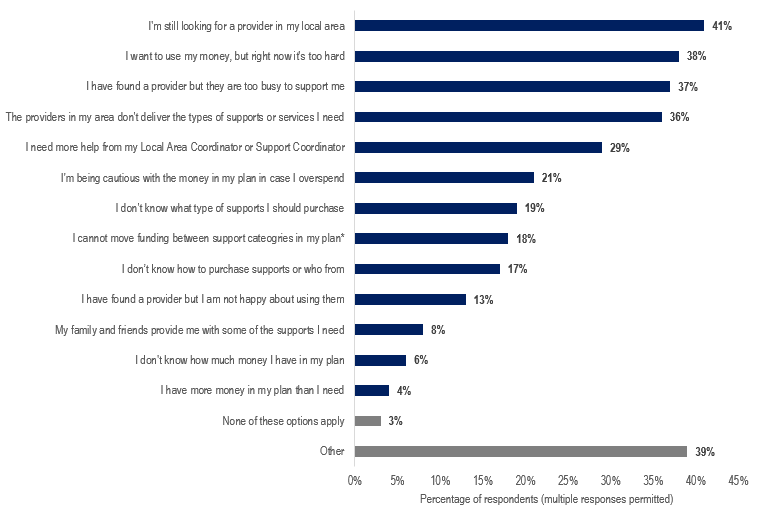 I'm still looking for a provider in my local area 41%
I want to use my money, but right now it's too hard 38%
I have found a provider but they are too busy to support me 37%
The providers in my area don't deliver the types of supports or services I need 36%
I need more help from my Local Area Coordinator or Support Coordinator 29%
I'm being cautious with the money in my plan in case I overspend 21%
I don't know what type of supports I should purchase 19%
I cannot move funding between support cateogries in my plan* 18%
I don't know how to purchase supports or who from 17%
I have found a provider but I am not happy about using them 13%
My family and friends provide me with some of the supports I need 8%
I don't know how much money I have in my plan 6%
I have more money in my plan than I need 4%
None of these options apply 3%
Other 39%
0% 5% 10% 15% 20% 25% 30% 35% 40% 45%
Percentage of respondents (multiple responses permitted)